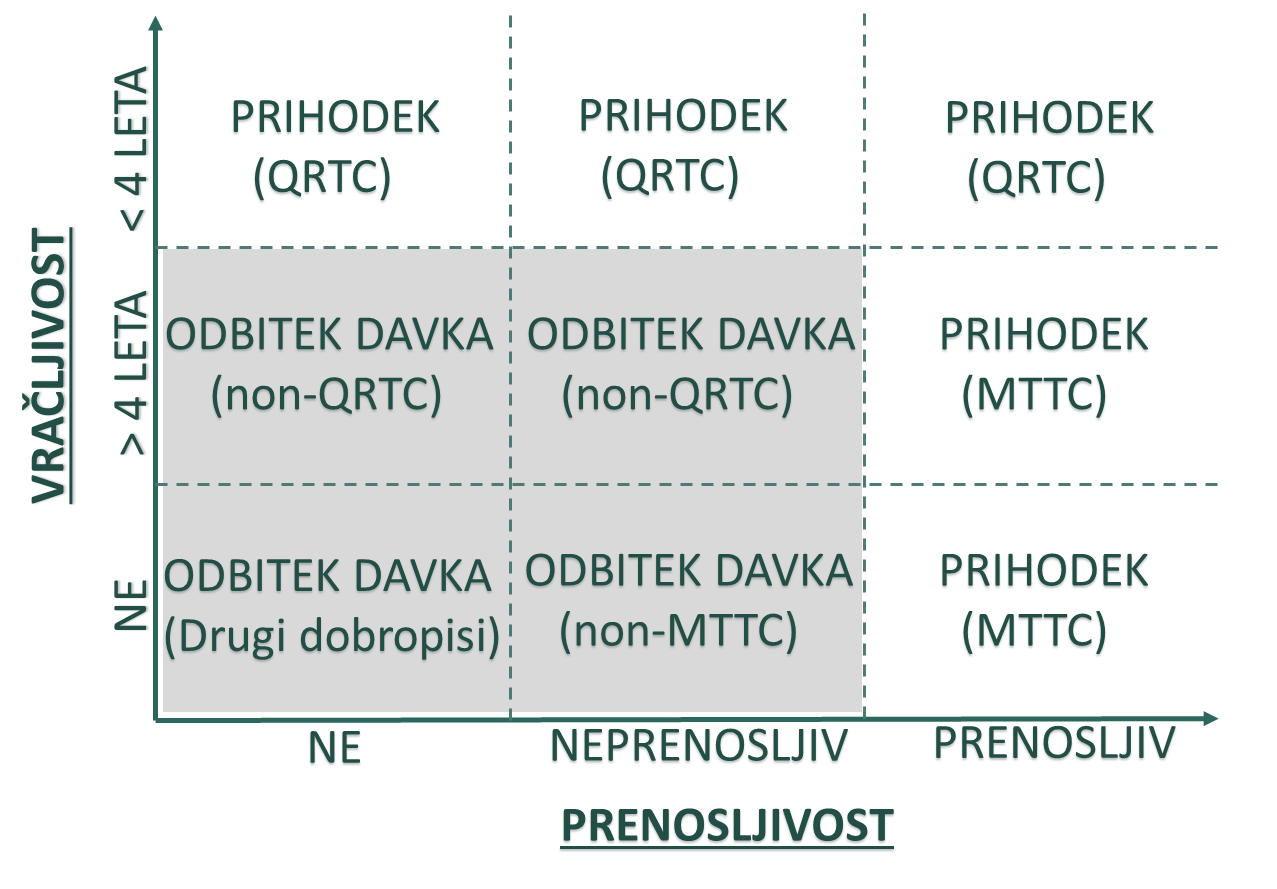 VRAČLJIVOST
< 4 LETA
PRIHODEK
(QRTC)
PRIHODEK
(QRTC)
PRIHODEK
(QRTC)
> 4 LETA
ODBITEK DAVKA
(non-QRTC)
ODBITEK DAVKA
(non-QRTC)
PRIHODEK
(MTTC)
NE
ODBITEK DAVKA
(Drugi dobropisi)
ODBITEK DAVKA
(non-MTTC)
PRIHODEK
(MTTC)
NE
NEPRENOSLJIV
PRENOSLJIV
PRENOSLJIVOST